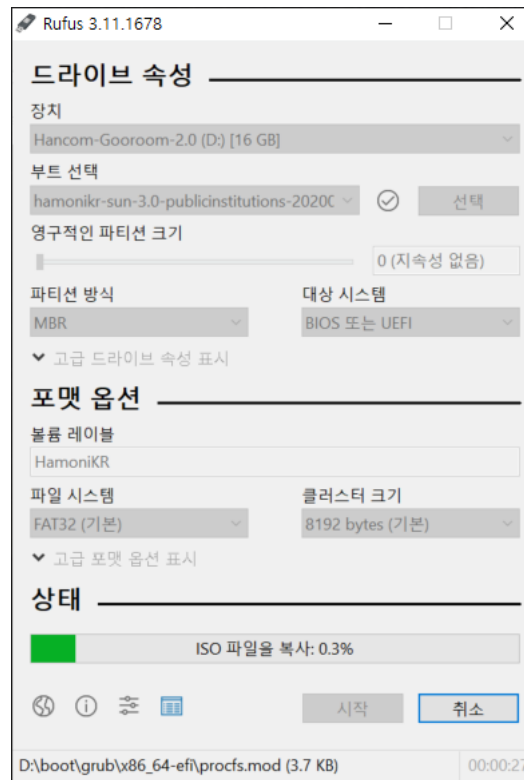 Rufus 3.11.1678
드라이브 속성
장치
Hancom-Gooroom-2.0 (D:) [16 GB]
부트 선택
hamonikr-sun-3.0-publicinstitutions-2020
선택
영구적인 파티션 크기
0 (지속성 없음)
파티션 방식 대상 시스템
MBR BIOS 또는 UEFI
고급 드라이브 속성 표시
포맷 옵션
볼륨 레이블
HamoniKR
파일 시스템 클러스터 크기
FAT32 (기본) 8192 bytes (기본)
고급 포맷 옵션 표시
상태
ISO 파일을 복사: 0.3%
시작 취소
D:\boot\grub\x86_64-efi\procfs.mod (3.7 KB) 00:00:27